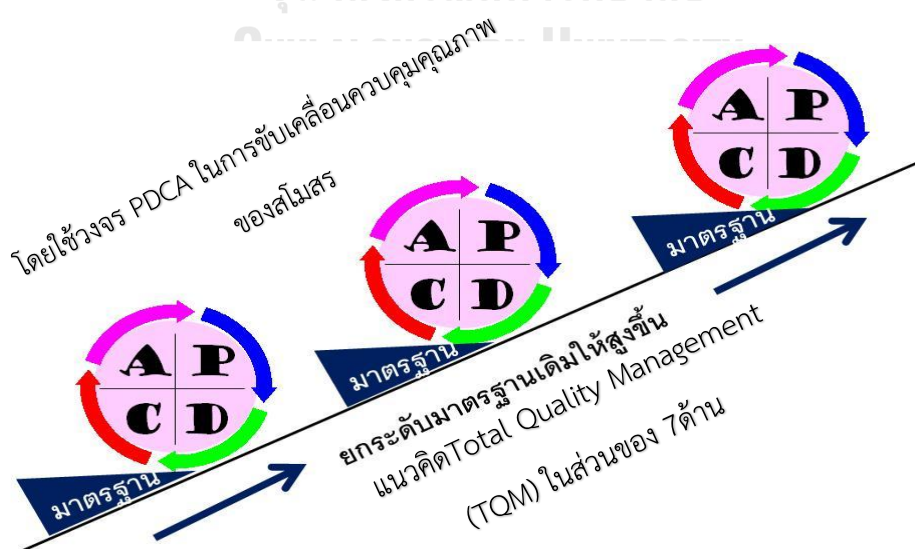 โดยใช้วงจร PDCA ในการขับเคลื่อนควบคุมคุณภาพ
ของสโมสร
A P
C D
มาตรฐาน
A P
C D
มาตรฐาน
A P
C D
มาตรฐาน
ยกระดับมาตรฐานเดิมให้สูงขึ้น
แนวคิดTotal Quality Management
(TQM) ในส่วนของ 7ด้าน